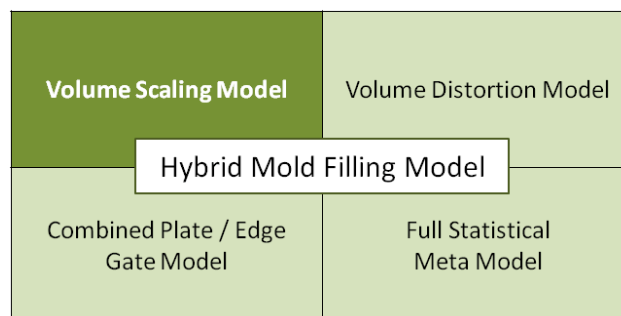 Volume Scaling Model
Volume Distortion Model
Hybrid Mold Filling Model
Combined Plate / Edge
Gate Model
Full Statistical
Meta Model